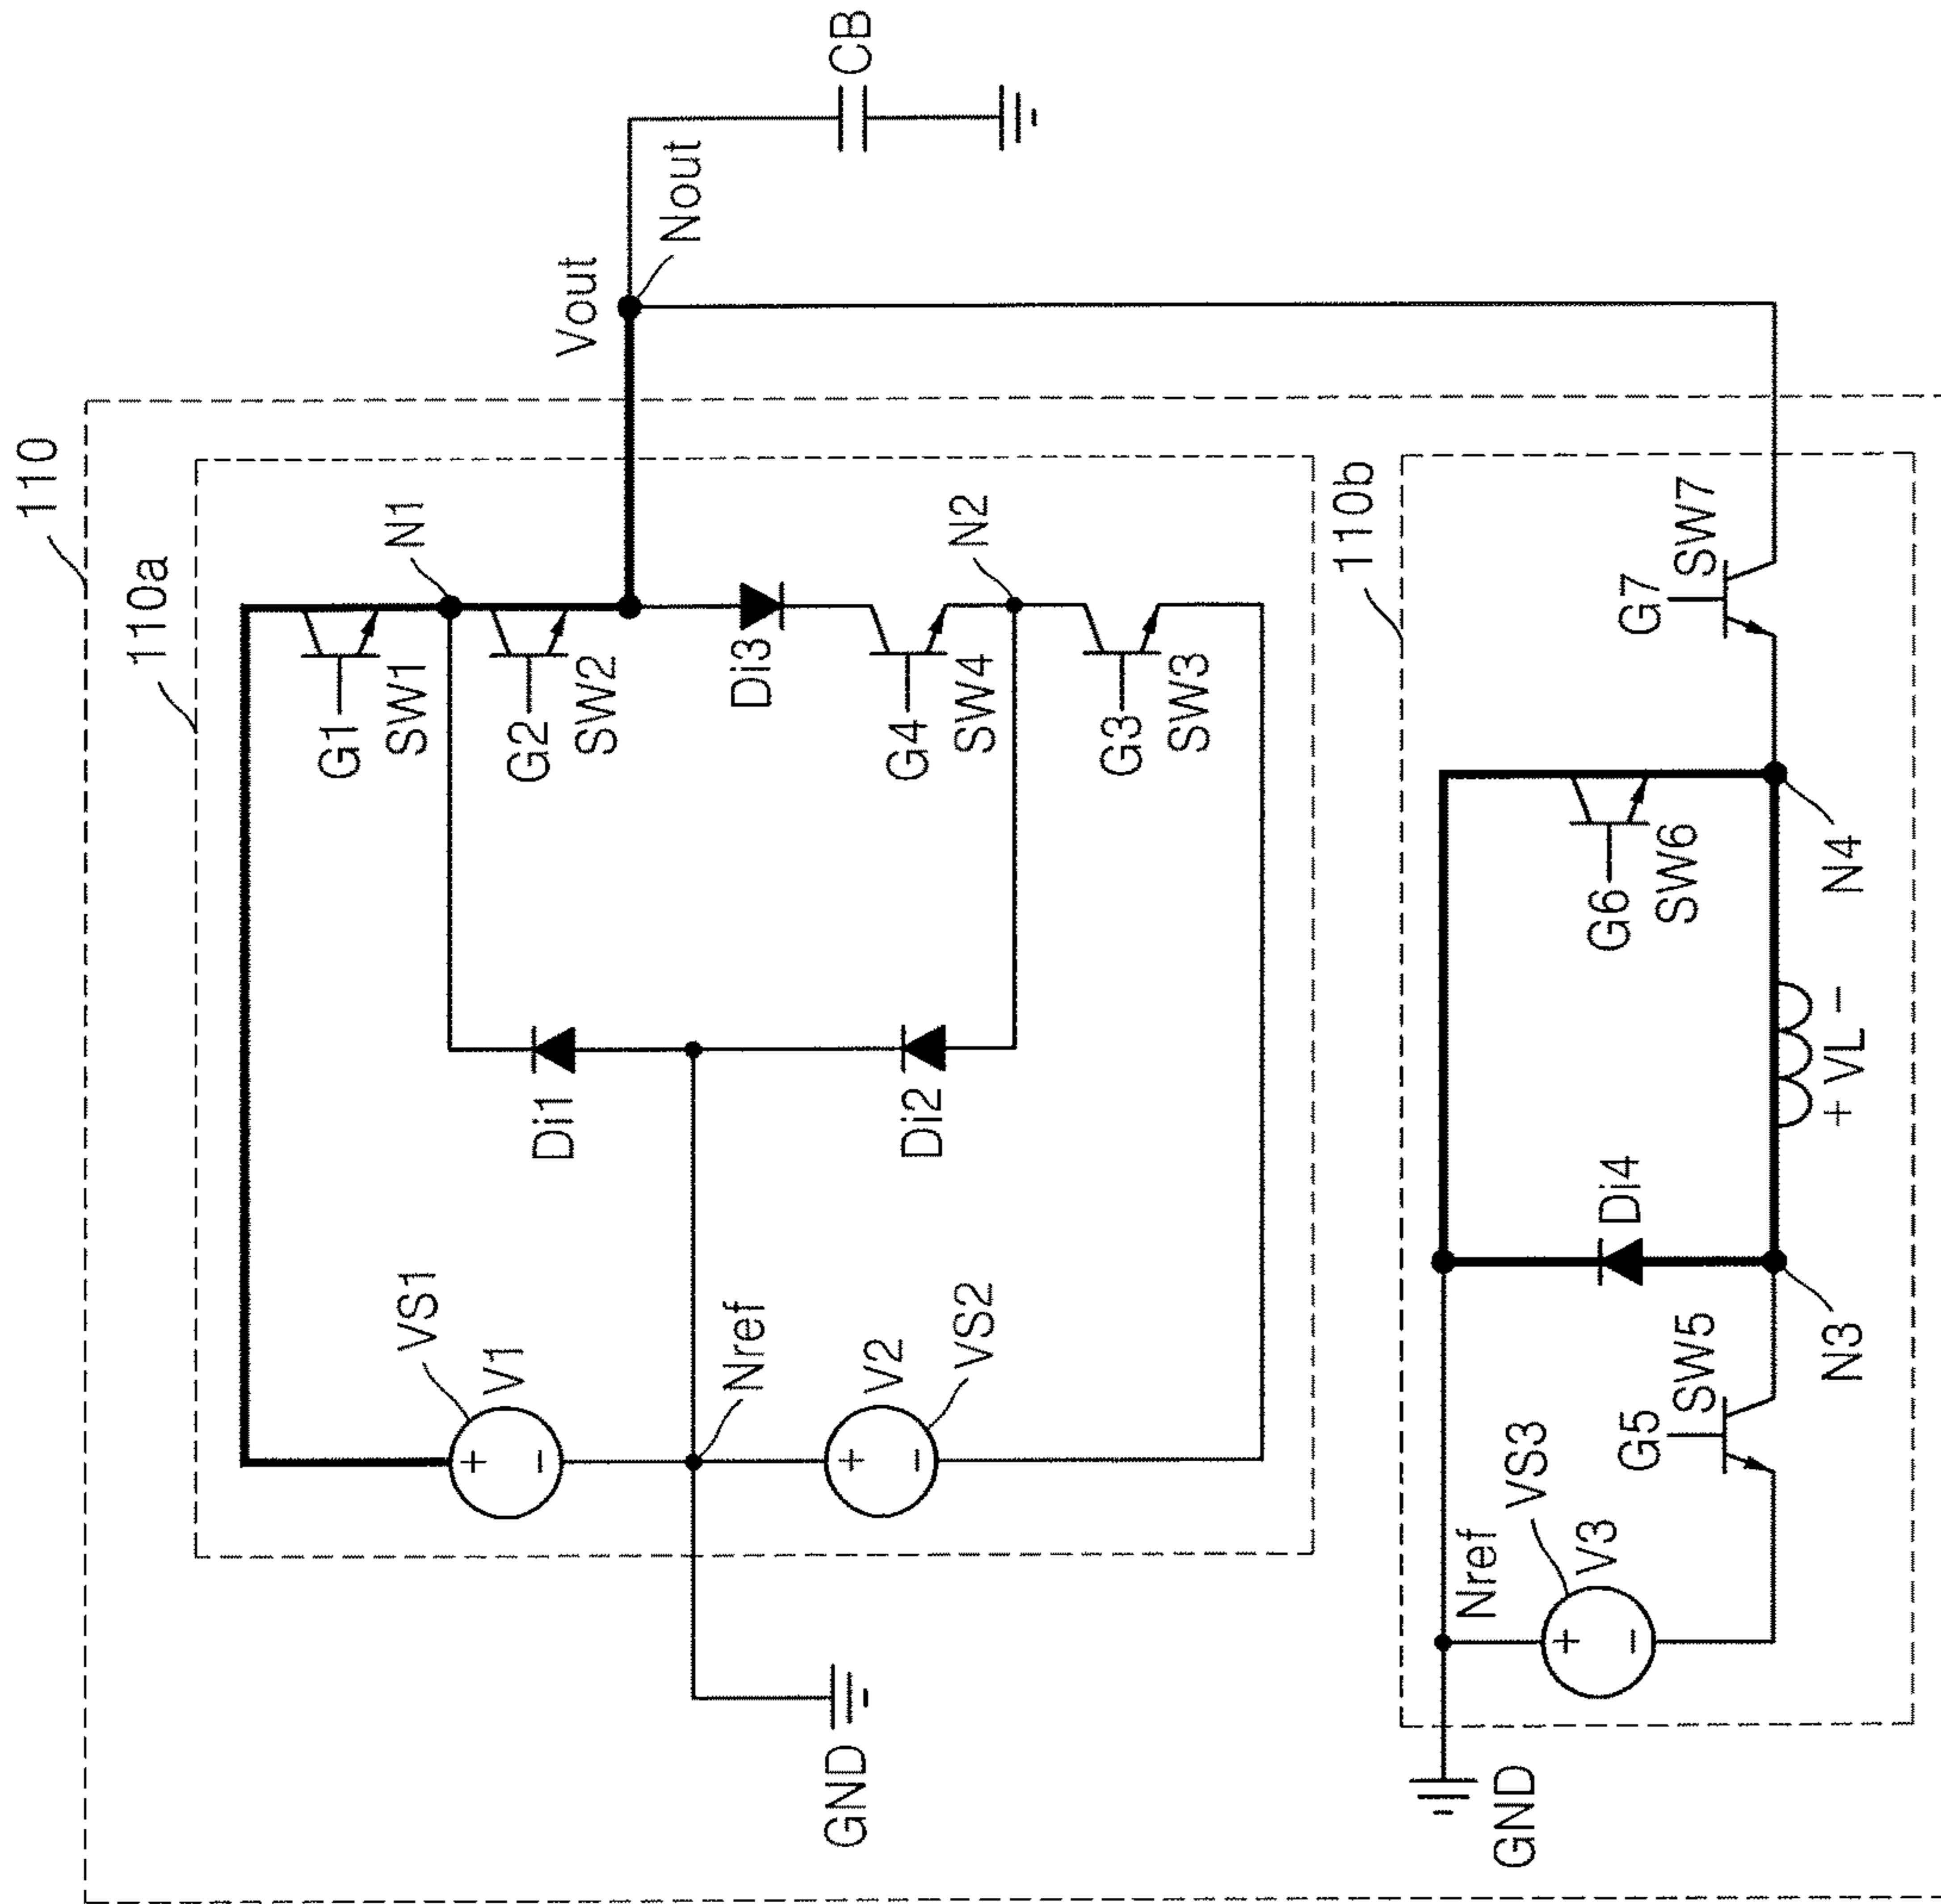 110
110a
VS1
V1
G1
SW1
N1
G2
SW2
Vout
Nout
CB
Di1
Nref
Di3
V2
VS2
Di2
G4
SW4
N2
G3
SW3
GND
110b
Nref
VS3
V3
G5
SW5
Di4
G6
SW6
G7
SW7
GND
N3
+ VL -
N4
+
-
+
-
+
-